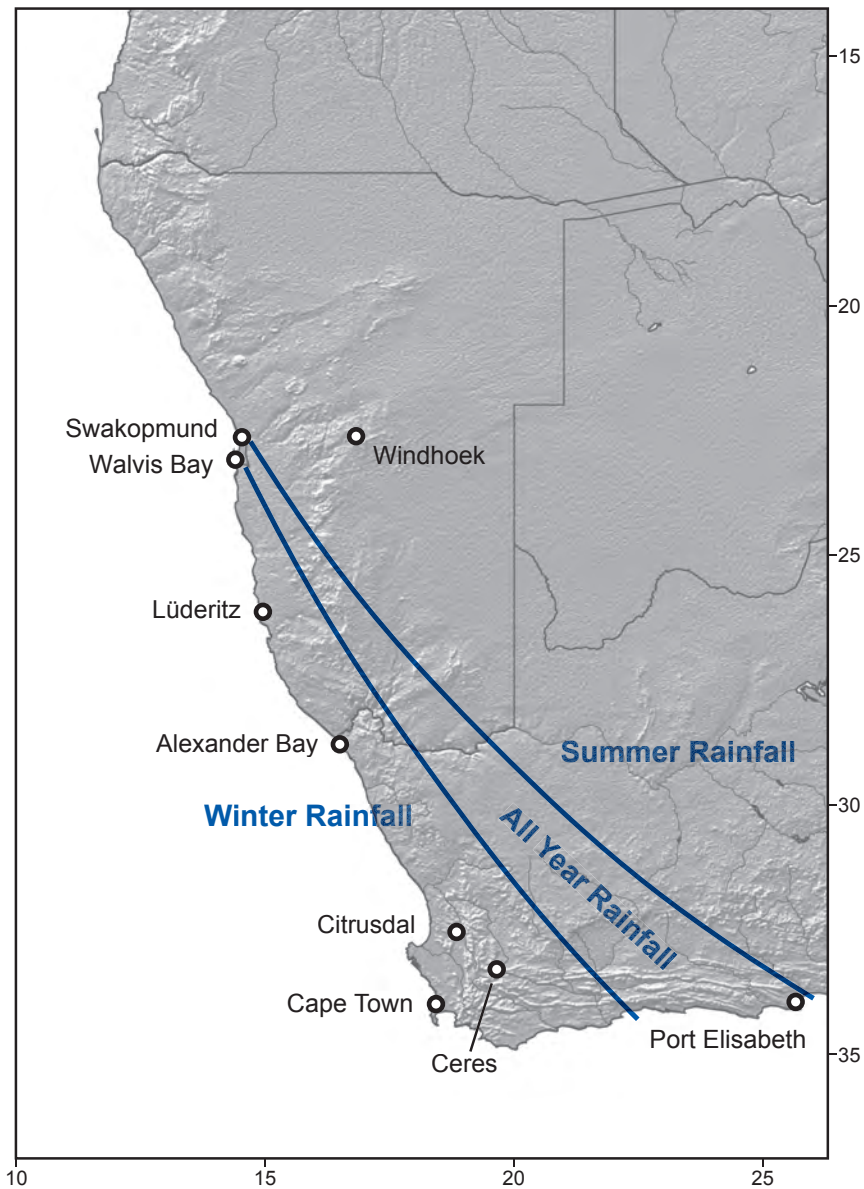 15
20
Swakopmund
Walvis Bay
Windhoek
25
Lüderitz
Alexander Bay
Summer Rainfall
Winter Rainfall
30
All Year Rainfall
Citrusdal
Cape Town
Ceres
Port Elisabeth
35
10
15
20
25